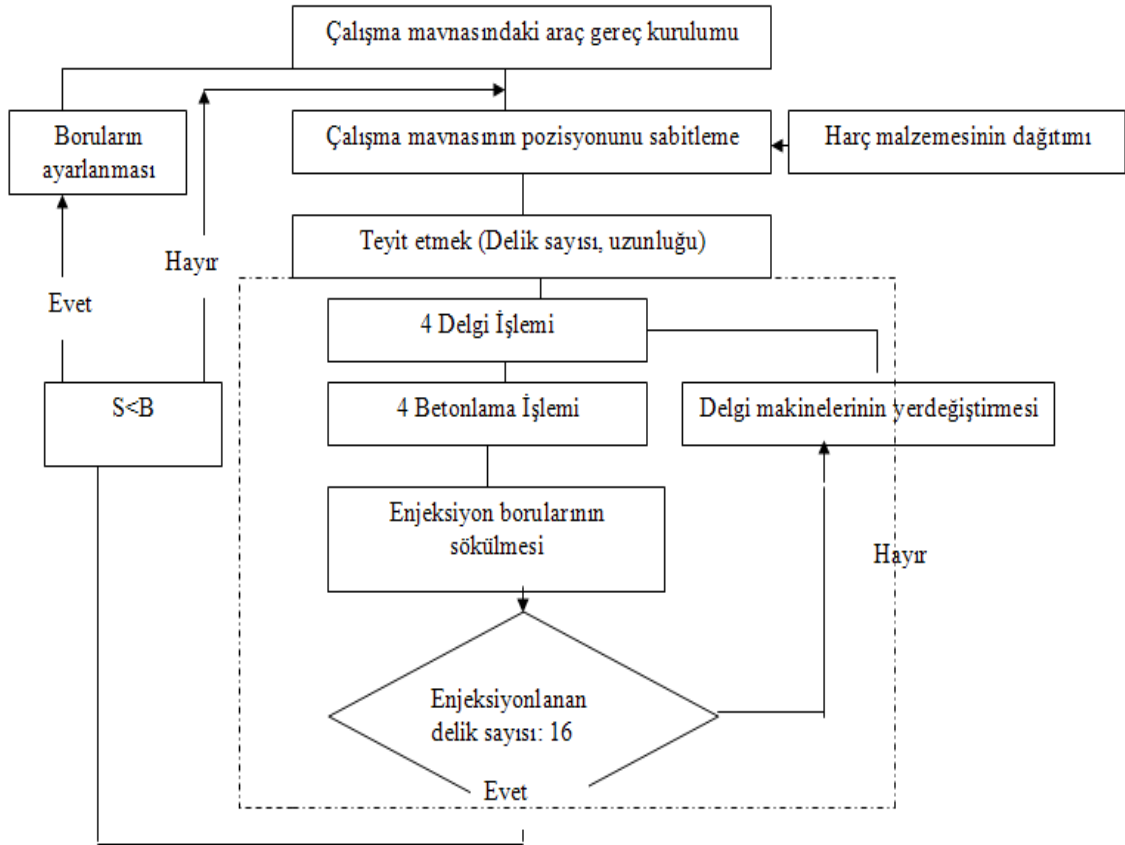 Çalışma mavnasındaki araç gereç kurulumu
Boruların
ayarlanması
Hayır
Çalışma mavnasının pozisyonunu sabitleme
Harç malzemesinin dağıtımı
Teyit etmek (Delik sayısı, uzunluğu)
Evet
4 Delgi İşlemi
S<B
4 Betonlama İşlemi
Delgi makinelerinin yerdeğiştirmesi
Enjeksiyon borularının
sökülmesi
Hayır
Enjeksiyonlanan
delik sayısı: 16
Evet